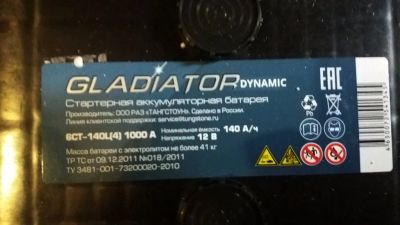 GLADIATOR DYNAMIC
Стартерная аккумуляторная батарея
Производитель: ООО РАЗ «ТАНГСТОУН». Сделано в России.
Линия клиентской поддержки: service@tungstone.ru
6СТ-140L(4) 1000 А
Номинальная ёмкость 140 А/ч
Напряжение 12 В
Масса батареи с электролитом не более 41 кг
ТР ТС от 09.12.2011 №018/2011
ТУ 3481-001-73200020-2010
EAC
Pb